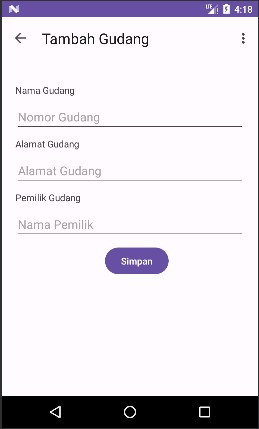 4:18
Tambah Gudang
Nama Gudang
Nomor Gudang
Alamat Gudang
Alamat Gudang
Pemilik Gudang
Nama Pemilik
Simpan